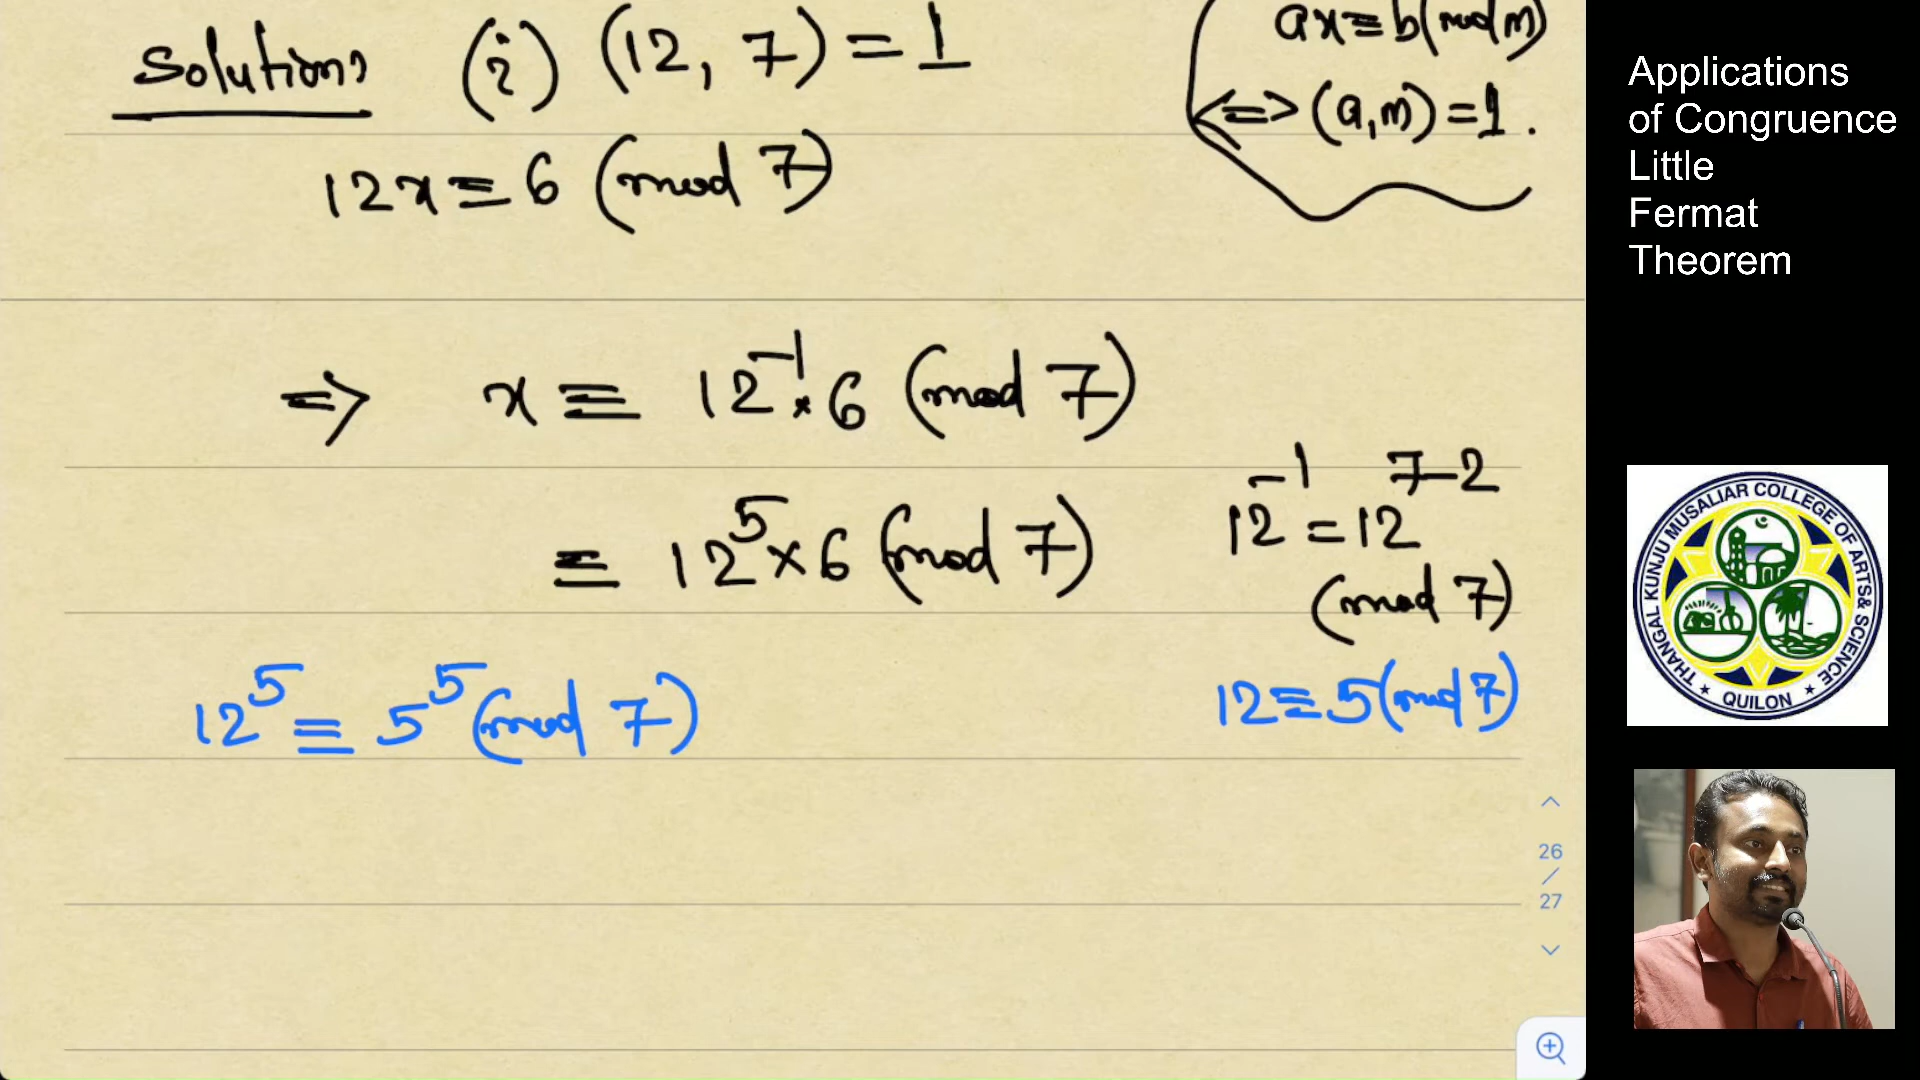 Solutions (i) (12, 7) = 1
12x ≡ 6 (mod 7)
ax ≡ b (mod m)
<=> (a,m) = 1.
=> x ≡ 12⁻¹ × 6 (mod 7)
≡ 12⁵ × 6 (mod 7)
12⁻¹ = 12⁷⁻²
(mod 7)
12⁵ ≡ 5⁵ (mod 7)
12 ≡ 5 (mod 7)
26
/
27
Applications
of Congruence
Little
Fermat
Theorem
THANGAL KUNJU MUSALIAR COLLEGE OF ARTS & SCIENCE
★ QUILON ★